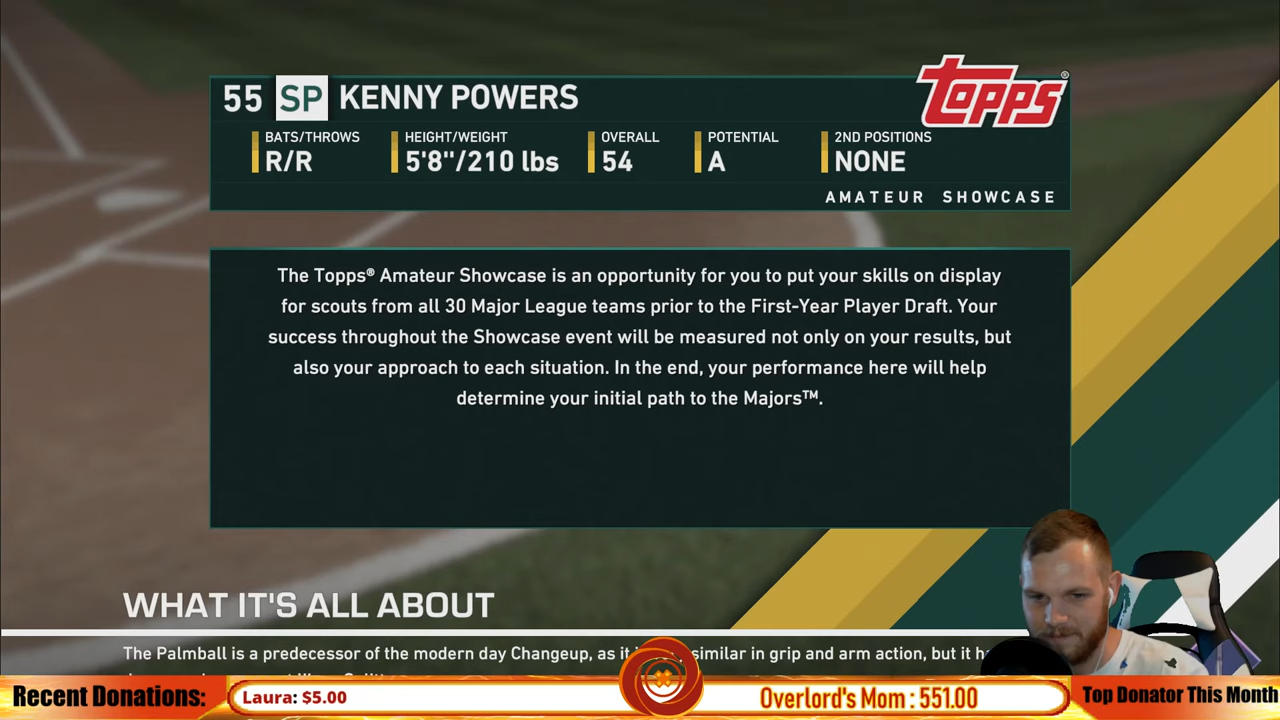 55 SP KENNY POWERS
topps®
BATS/THROWS HEIGHT/WEIGHT OVERALL POTENTIAL 2ND POSITIONS
R/R 5'8"/210 lbs 54 A NONE
AMATEUR SHOWCASE
The Topps® Amateur Showcase is an opportunity for you to put your skills on display
for scouts from all 30 Major League teams prior to the First-Year Player Draft. Your
success throughout the Showcase event will be measured not only on your results, but
also your approach to each situation. In the end, your performance here will help
determine your initial path to the Majors™.
WHAT IT'S ALL ABOUT
The Palmball is a predecessor of the modern day Changeup, as it similar in grip and arm action, but it
Recent Donations: Laura: $5.00 Overlord's Mom : 551.00 Top Donator This Month